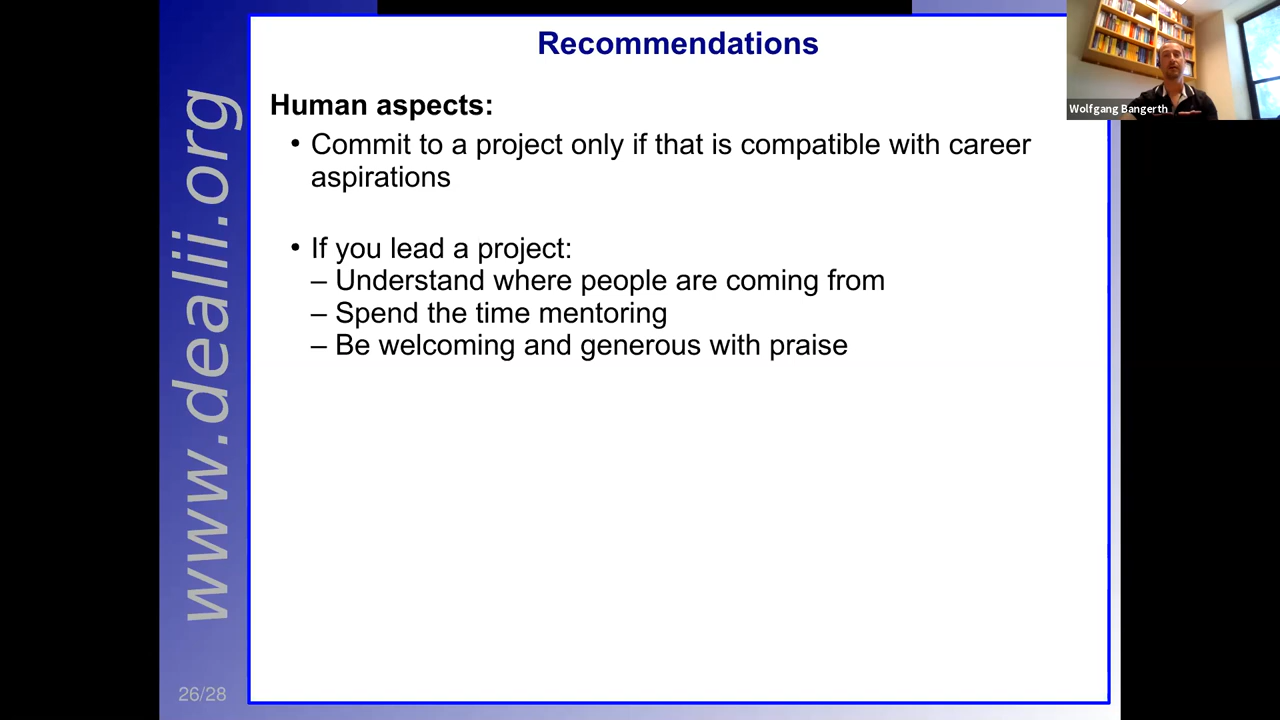 Recommendations
Human aspects:
• Commit to a project only if that is compatible with career
aspirations
• If you lead a project:
– Understand where people are coming from
– Spend the time mentoring
– Be welcoming and generous with praise
www.dealii.org
26/28
Wolfgang Bangerth